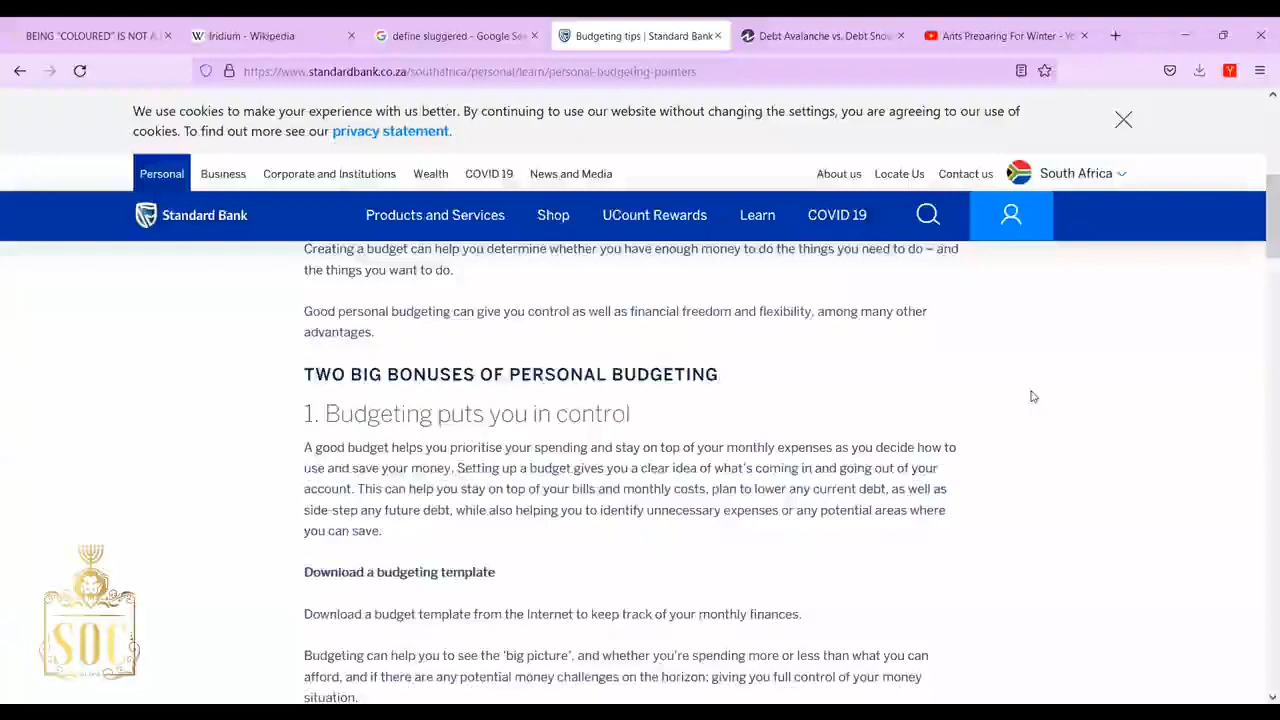 BEING "COLOURED" IS NOT A
Iridium - Wikipedia
define sluggered - Google Se
Budgeting tips | Standard Bank
Debt Avalanche vs. Debt Snow
Ants Preparing For Winter - Yo
https://www.standardbank.co.za/southafrica/personal/learn/personal-budgeting-pointers
We use cookies to make your experience with us better. By continuing to use our website without changing the settings, you are agreeing to our use of
cookies. To find out more see our privacy statement.
Personal Business Corporate and Institutions Wealth COVID 19 News and Media About us Locate Us Contact us South Africa
Standard Bank Products and Services Shop UCount Rewards Learn COVID 19
Creating a budget can help you determine whether you have enough money to do the things you need to do – and
the things you want to do.
Good personal budgeting can give you control as well as financial freedom and flexibility, among many other
advantages.
TWO BIG BONUSES OF PERSONAL BUDGETING
1. Budgeting puts you in control
A good budget helps you prioritise your spending and stay on top of your monthly expenses as you decide how to
use and save your money. Setting up a budget gives you a clear idea of what's coming in and going out of your
account. This can help you stay on top of your bills and monthly costs, plan to lower any current debt, as well as
side-step any future debt, while also helping you to identify unnecessary expenses or any potential areas where
you can save.
Download a budgeting template
Download a budget template from the Internet to keep track of your monthly finances.
Budgeting can help you to see the 'big picture', and whether you're spending more or less than what you can
afford, and if there are any potential money challenges on the horizon; giving you full control of your money
situation.
SOC